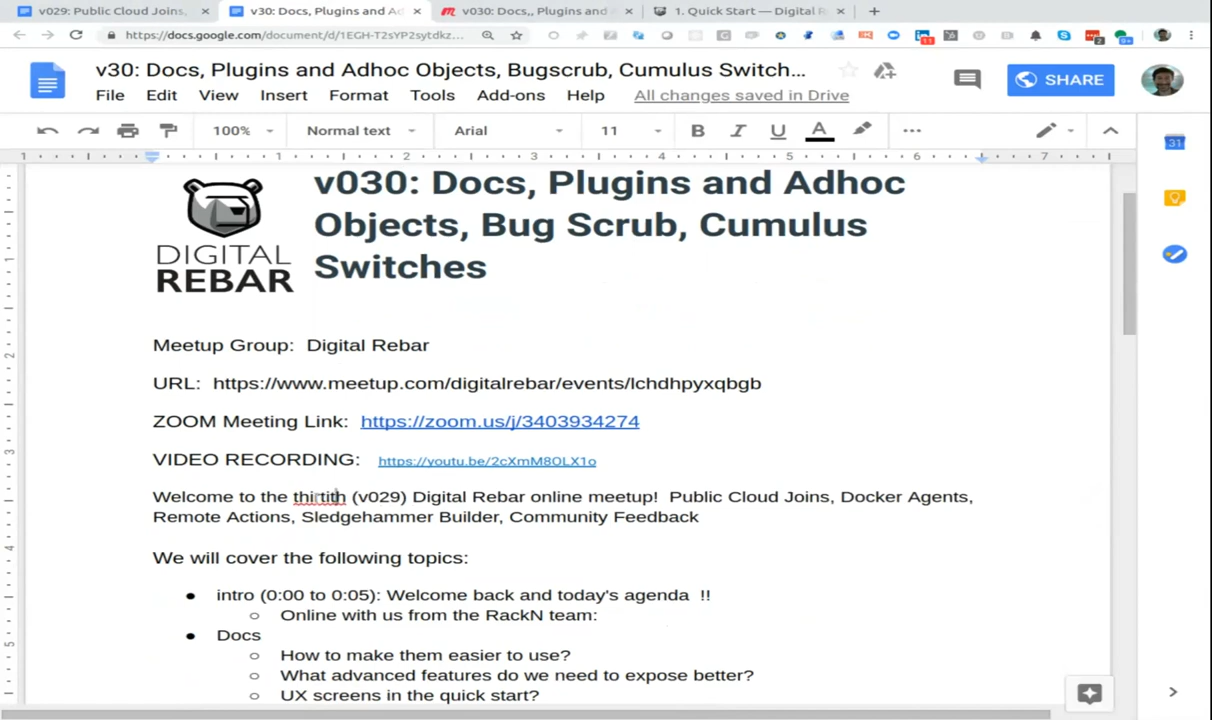 v029: Public Cloud Joins,
v30: Docs, Plugins and Ad
v030: Docs,, Plugins and
1. Quick Start — Digital R
https://docs.google.com/document/d/1EGH-T2sYP2sytdkz...
v30: Docs, Plugins and Adhoc Objects, Bugscrub, Cumulus Switch...
SHARE
File Edit View Insert Format Tools Add-ons Help All changes saved in Drive
100% Normal text Arial 11 B I U A
1 1 2 3 4 5 6 7
v030: Docs, Plugins and Adhoc
Objects, Bug Scrub, Cumulus
Switches
DIGITAL
REBAR
Meetup Group: Digital Rebar
URL: https://www.meetup.com/digitalrebar/events/lchdhpyxqbgb
ZOOM Meeting Link: https://zoom.us/j/3403934274
VIDEO RECORDING: https://youtu.be/2cXmM8OLX1o
Welcome to the thirtith (v029) Digital Rebar online meetup! Public Cloud Joins, Docker Agents,
Remote Actions, Sledgehammer Builder, Community Feedback
We will cover the following topics:
● intro (0:00 to 0:05): Welcome back and today's agenda !!
○ Online with us from the RackN team:
● Docs
○ How to make them easier to use?
○ What advanced features do we need to expose better?
○ UX screens in the quick start?